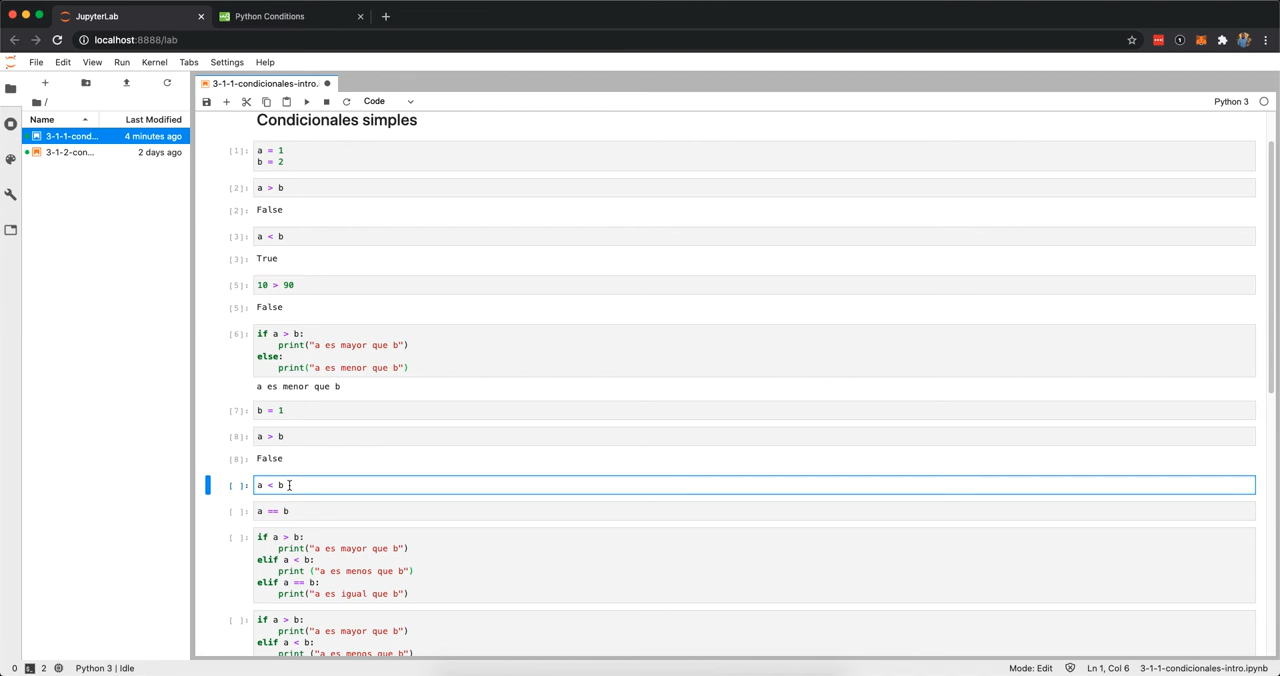 JupyterLab
Python Conditions
localhost:8888/lab
File Edit View Run Kernel Tabs Settings Help
3-1-1-condicionales-intro.
Code
Python 3
/
Name Last Modified
3-1-1-cond... 4 minutes ago
3-1-2-con... 2 days ago
Condicionales simples
[1]: a = 1
b = 2
[2]: a > b
[2]: False
[3]: a < b
[3]: True
[5]: 10 > 90
[5]: False
[6]: if a > b:
print("a es mayor que b")
else:
print("a es menor que b")
a es menor que b
[7]: b = 1
[8]: a > b
[8]: False
[ ]: a < b
[ ]: a == b
[ ]: if a > b:
print("a es mayor que b")
elif a < b:
print ("a es menos que b")
elif a == b:
print("a es igual que b")
[ ]: if a > b:
print("a es mayor que b")
elif a < b:
print ("a es menos que b")
0 2 Python 3 | Idle
Mode: Edit Ln 1, Col 6 3-1-1-condicionales-intro.ipynb